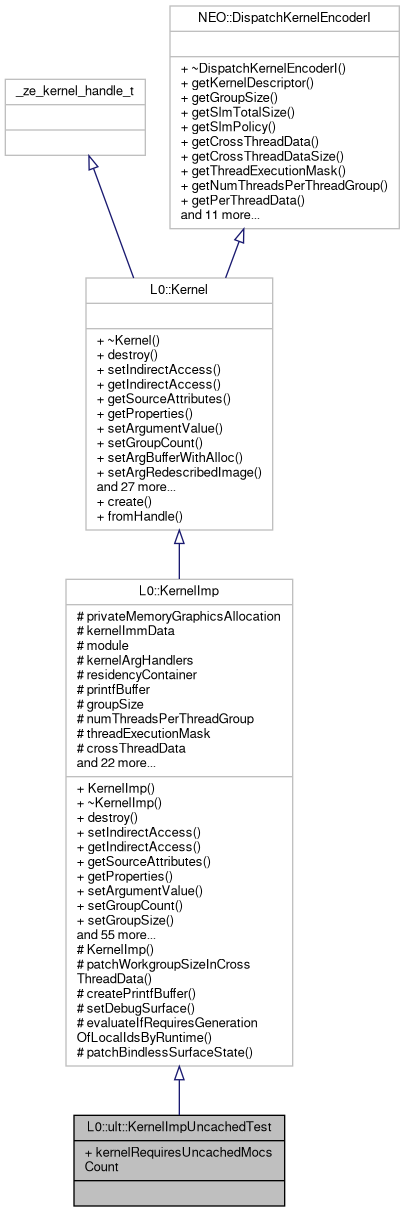 NEO::DispatchKernelEncoderI
+ ~DispatchKernelEncoderI()
+ getKernelDescriptor()
+ getGroupSize()
+ getSlmTotalSize()
+ getSlmPolicy()
+ getCrossThreadData()
+ getCrossThreadDataSize()
+ getThreadExecutionMask()
+ getNumThreadsPerThreadGroup()
+ getPerThreadData()
and 11 more...
_ze_kernel_handle_t
L0::Kernel
+ ~Kernel()
+ destroy()
+ setIndirectAccess()
+ getIndirectAccess()
+ getSourceAttributes()
+ getProperties()
+ setArgumentValue()
+ setGroupCount()
+ setArgBufferWithAlloc()
+ setArgRedescribedImage()
and 27 more...
+ create()
+ fromHandle()
L0::KernelImp
# privateMemoryGraphicsAllocation
# kernelImmData
# module
# kernelArgHandlers
# residencyContainer
# printfBuffer
# groupSize
# numThreadsPerThreadGroup
# threadExecutionMask
# crossThreadData
and 22 more...
+ KernelImp()
+ ~KernelImp()
+ destroy()
+ setIndirectAccess()
+ getIndirectAccess()
+ getSourceAttributes()
+ getProperties()
+ setArgumentValue()
+ setGroupCount()
+ setGroupSize()
and 55 more...
# KernelImp()
# patchWorkgroupSizeInCross
ThreadData()
# createPrintfBuffer()
# setDebugSurface()
# evaluateIfRequiresGeneration
OfLocalIdsByRuntime()
# patchBindlessSurfaceState()
L0::ult::KernelImpUncachedTest
+ kernelRequiresUncachedMocs
Count